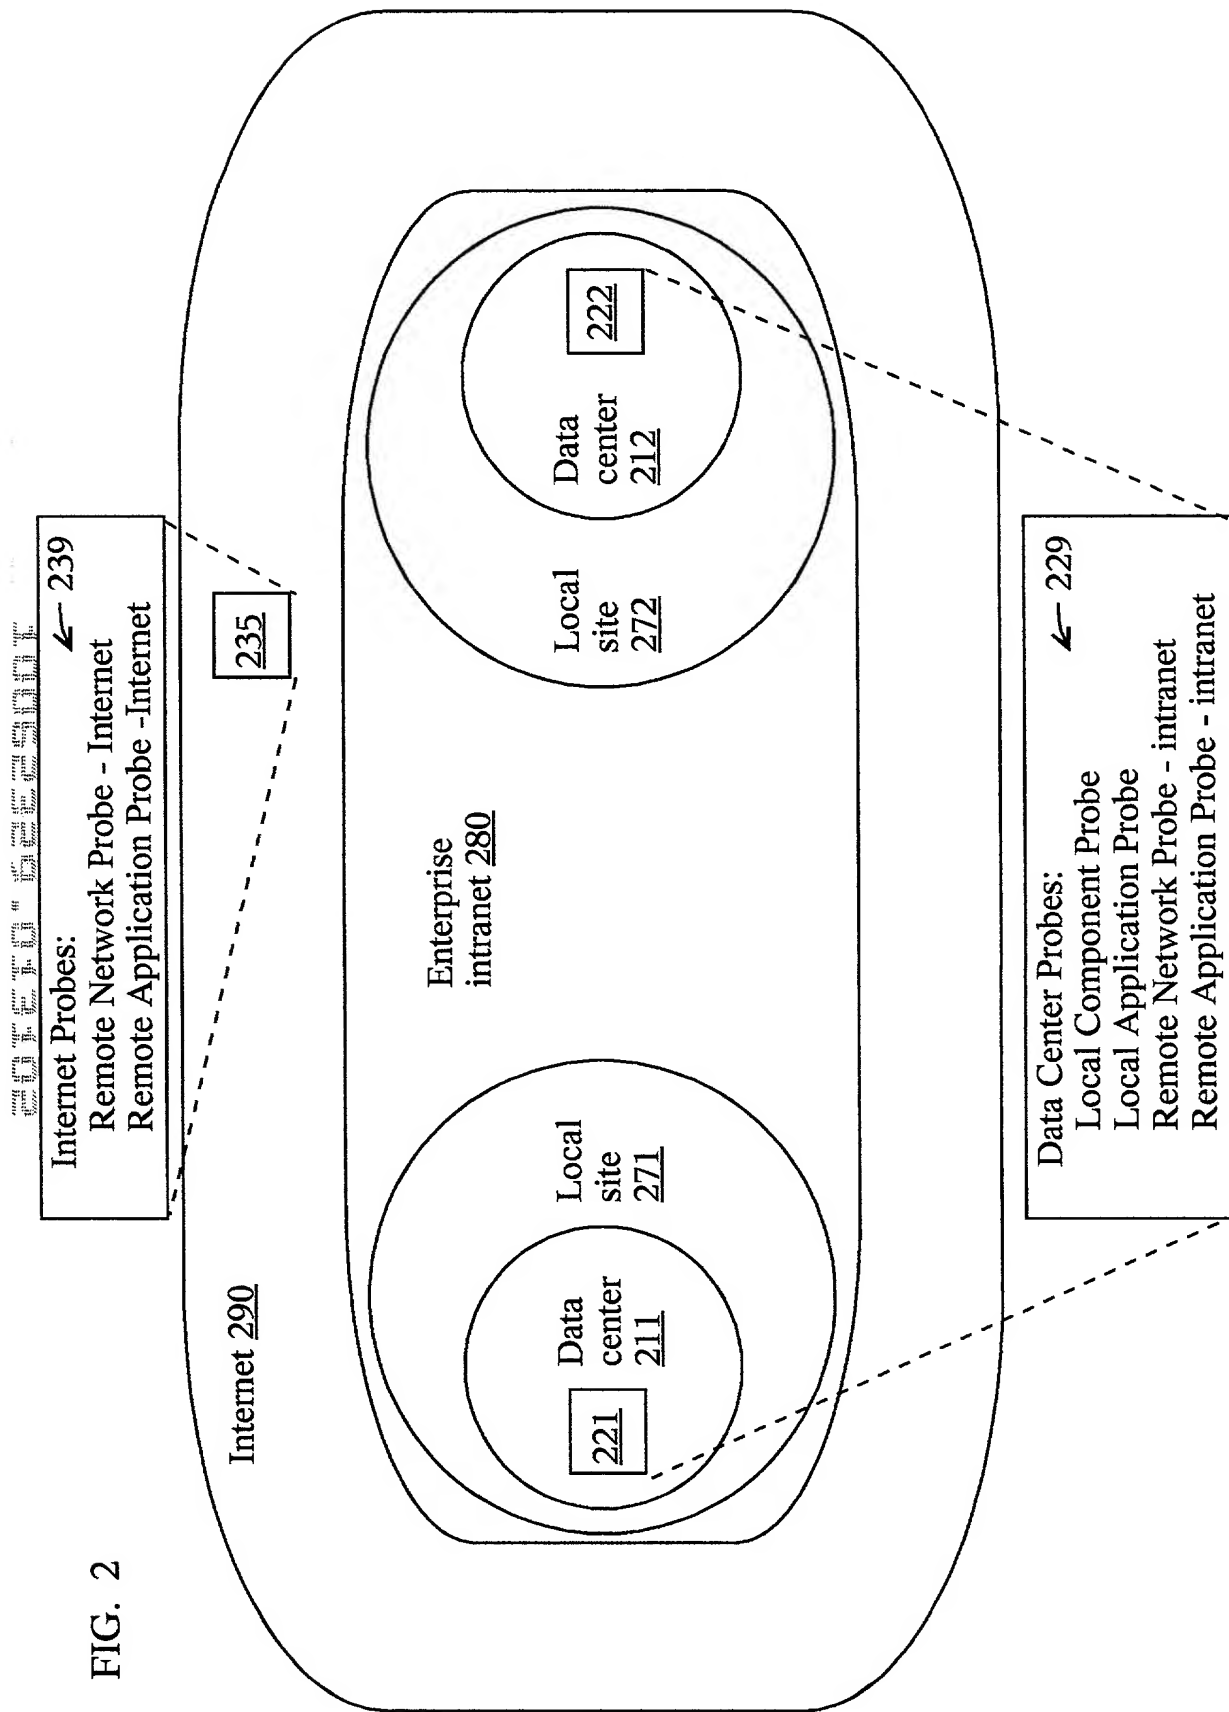 FIG. 2
Internet Probes:
Remote Network Probe - Internet
Remote Application Probe -Internet
239
Internet 290
235
Enterprise
intranet 280
Local
site
271
Data
center
211
221
Local
site
272
Data
center
212
222
Data Center Probes:
Local Component Probe
Local Application Probe
Remote Network Probe - intranet
Remote Application Probe - intranet
229